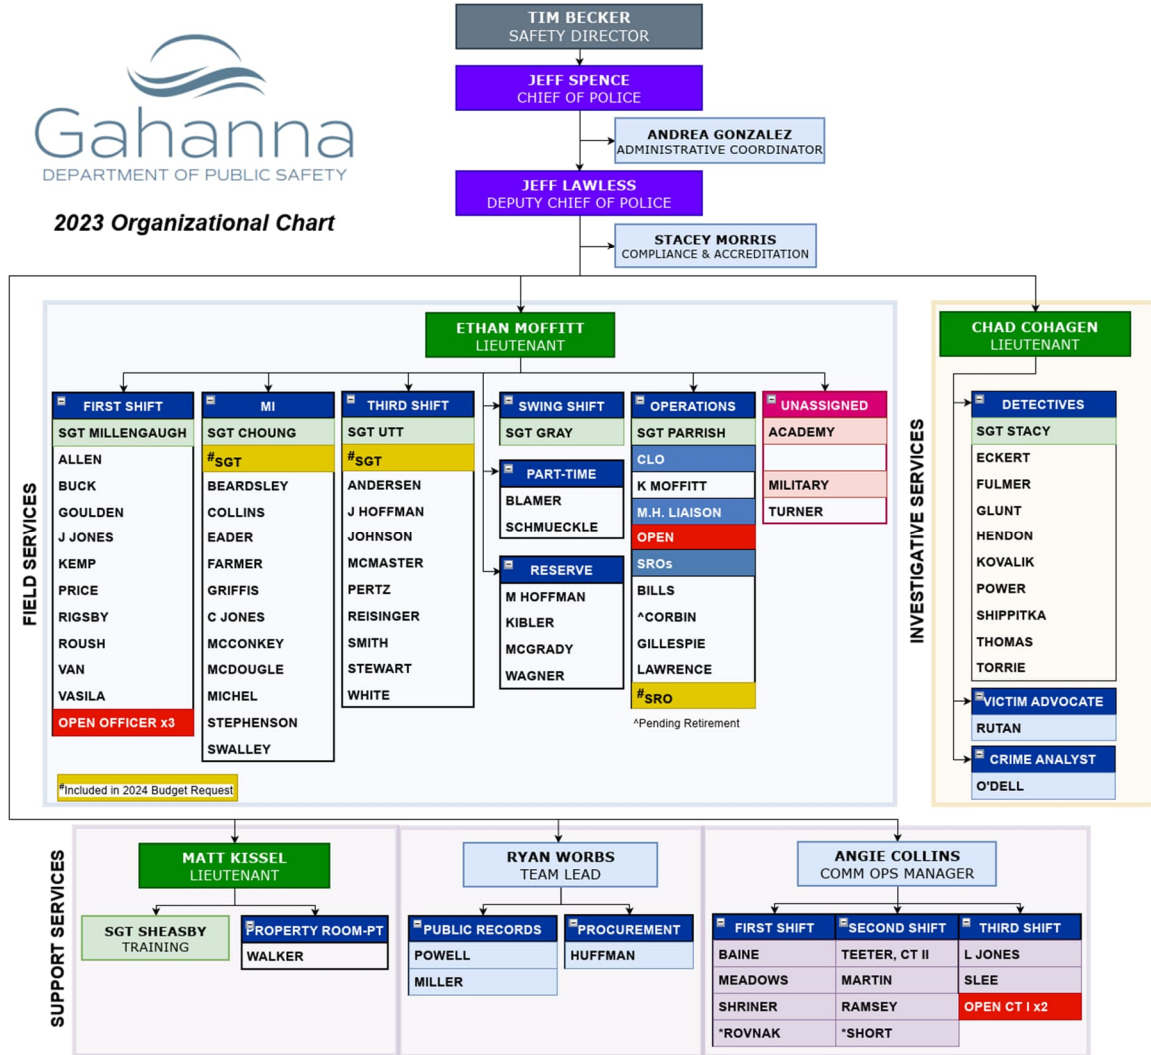 TIM BECKER
SAFETY DIRECTOR
JEFF SPENCE
CHIEF OF POLICE
Gahanna
DEPARTMENT OF PUBLIC SAFETY
2023 Organizational Chart
ANDREA GONZALEZ
ADMINISTRATIVE COORDINATOR
JEFF LAWLESS
DEPUTY CHIEF OF POLICE
STACEY MORRIS
COMPLIANCE & ACCREDITATION
FIELD SERVICES
ETHAN MOFFITT
LIEUTENANT
FIRST SHIFT
SGT MILLENGAUGH
ALLEN
BUCK
GOULDEN
J JONES
KEMP
PRICE
RIGSBY
ROUSH
VAN
VASILA
OPEN OFFICER x3
MI
SGT CHOUNG
#SGT
BEARDSLEY
COLLINS
EADER
FARMER
GRIFFIS
C JONES
MCCONKEY
MCDOUGLE
MICHEL
STEPHENSON
SWALLEY
THIRD SHIFT
SGT UTT
#SGT
ANDERSEN
J HOFFMAN
JOHNSON
MCMASTER
PERTZ
REISINGER
SMITH
STEWART
WHITE
SWING SHIFT
SGT GRAY
PART-TIME
BLAMER
SCHMUECKLE
RESERVE
M HOFFMAN
KIBLER
MCGRADY
WAGNER
OPERATIONS
SGT PARRISH
CLO
K MOFFITT
M.H. LIAISON
OPEN
SROs
BILLS
^CORBIN
GILLESPIE
LAWRENCE
#SRO
^Pending Retirement
UNASSIGNED
ACADEMY
MILITARY
TURNER
#Included in 2024 Budget Request
INVESTIGATIVE SERVICES
CHAD COHAGEN
LIEUTENANT
DETECTIVES
SGT STACY
ECKERT
FULMER
GLUNT
HENDON
KOVALIK
POWER
SHIPPITKA
THOMAS
TORRIE
VICTIM ADVOCATE
RUTAN
CRIME ANALYST
O'DELL
SUPPORT SERVICES
MATT KISSEL
LIEUTENANT
SGT SHEASBY
TRAINING
PROPERTY ROOM-PT
WALKER
RYAN WORBS
TEAM LEAD
PUBLIC RECORDS
POWELL
MILLER
PROCUREMENT
HUFFMAN
ANGIE COLLINS
COMM OPS MANAGER
FIRST SHIFT
BAINE
MEADOWS
SHRINER
*ROVNAK
SECOND SHIFT
TEETER, CT II
MARTIN
RAMSEY
*SHORT
THIRD SHIFT
L JONES
SLEE
OPEN CT I x2